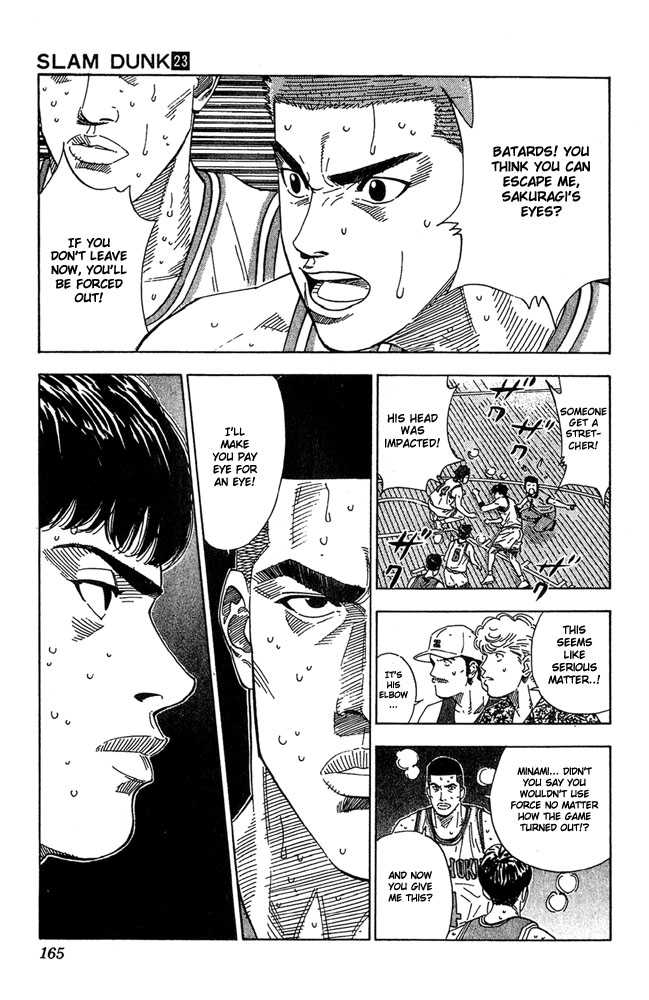 SLAM DUNK 23
BATARDS! YOU
THINK YOU CAN
ESCAPE ME,
SAKURAGI'S
EYES?
IF YOU
DON'T LEAVE
NOW, YOU'LL
BE FORCED
OUT!
SOMEONE
GET A
STRET-
CHER!
HIS HEAD
WAS
IMPACTED!
ザ
ザ
ザ
THIS
SEEMS
LIKE
SERIOUS
MATTER..!
IT'S
HIS
ELBOW
...
MINAMI... DIDN'T
YOU SAY YOU
WOULDN'T USE
FORCE NO MATTER
HOW THE GAME
TURNED OUT!?
AND NOW
YOU GIVE
ME THIS?
I'LL
MAKE
YOU PAY
EYE FOR
AN EYE!
165